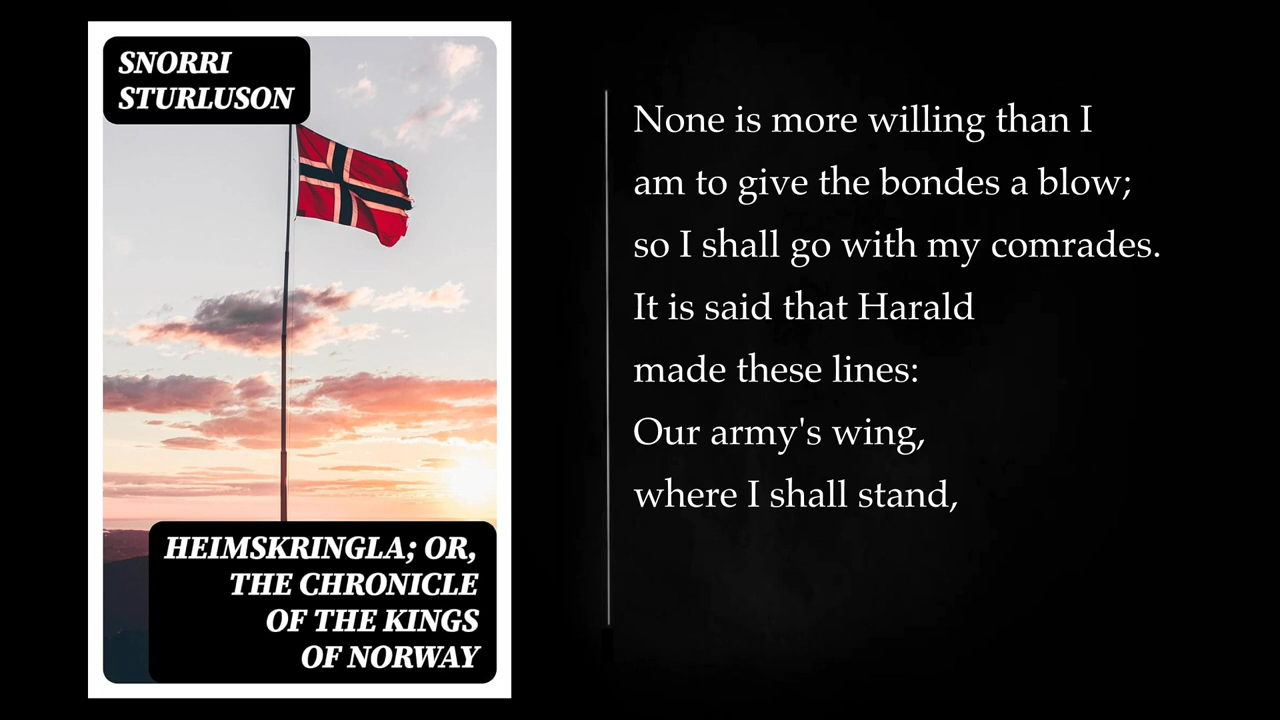 SNORRI
STURLUSON
HEIMSKRINGLA; OR,
THE CHRONICLE
OF THE KINGS
OF NORWAY
None is more willing than I
am to give the bondes a blow;
so I shall go with my comrades.
It is said that Harald
made these lines:
Our army's wing,
where I shall stand,